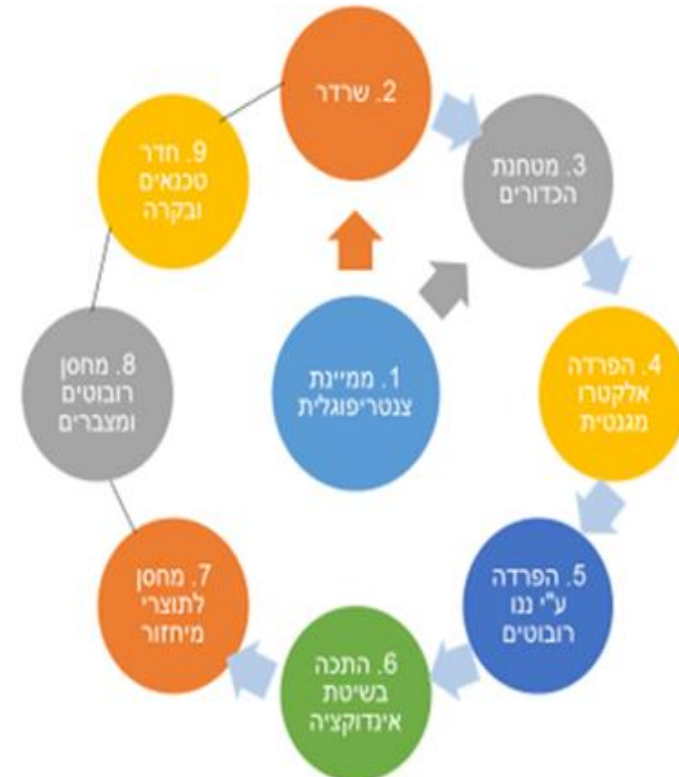 1. ממיינת
צנטריפוגלית
2. שרדר
3. מטחנת
הכדורים
4. הפרדה
אלקטרו
מגנטית
5. הפרדה
ע"י ננו
רובוטים
6. התכה
בשיטת
אינדוקציה
7. מחסן
לתוצרי
מיחזור
8. מחסן
רובוטים
ומצברים
9. חדר
טכנאים
ובקרה